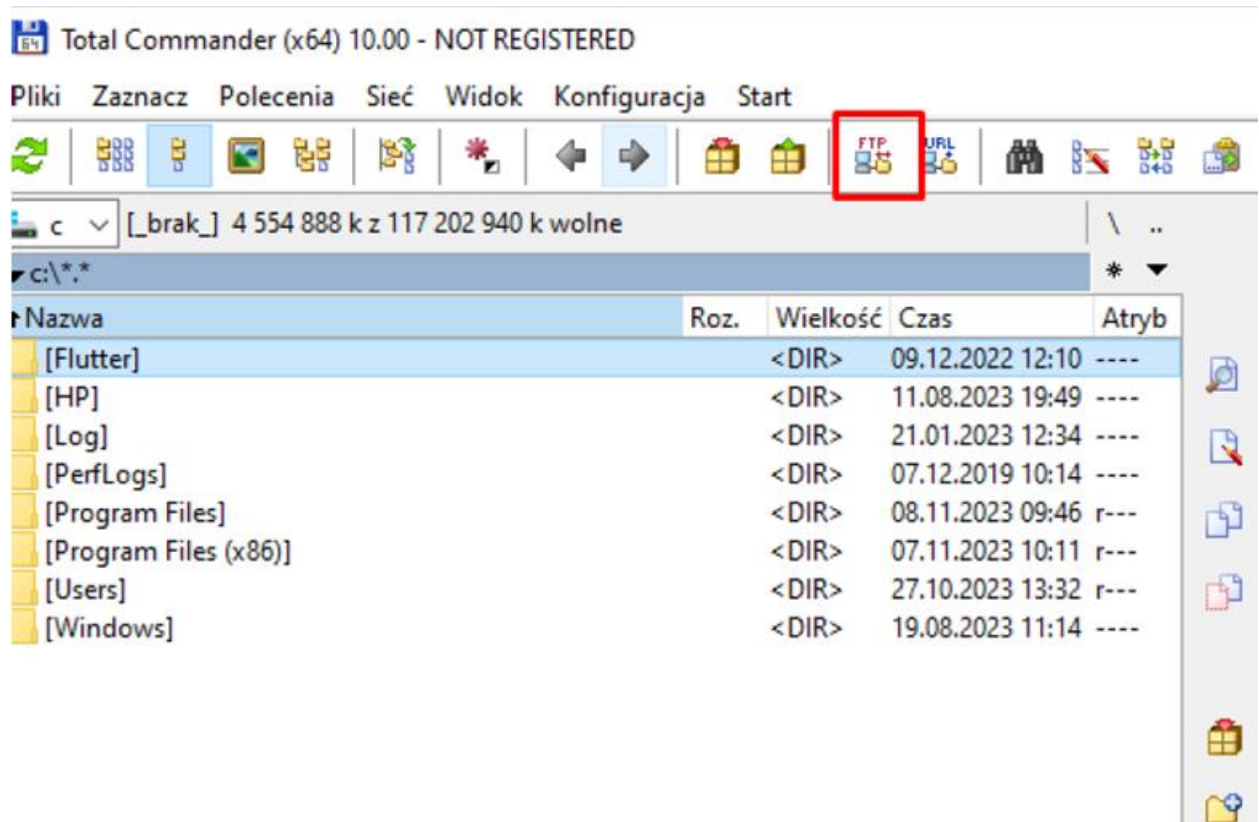 64 Total Commander (x64) 10.00 - NOT REGISTERED
Pliki Zaznacz Polecenia Sieć Widok Konfiguracja Start
FTP URL
c [_brak_] 4 554 888 k z 117 202 940 k wolne \ ..
c:\*.* *
Nazwa Roz. Wielkość Czas Atryb
[Flutter] <DIR> 09.12.2022 12:10 ----
[HP] <DIR> 11.08.2023 19:49 ----
[Log] <DIR> 21.01.2023 12:34 ----
[PerfLogs] <DIR> 07.12.2019 10:14 ----
[Program Files] <DIR> 08.11.2023 09:46 r---
[Program Files (x86)] <DIR> 07.11.2023 10:11 r---
[Users] <DIR> 27.10.2023 13:32 r---
[Windows] <DIR> 19.08.2023 11:14 ----